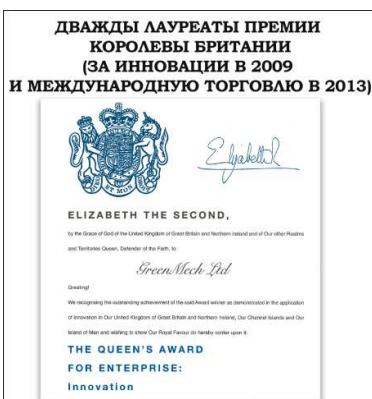 ДВАЖДЫ ЛАУРЕАТЫ ПРЕМИИ
КОРОЛЕВЫ БРИТАНИИ
(ЗА ИННОВАЦИИ В 2009
И МЕЖДУНАРОДНУЮ ТОРГОВЛЮ В 2013)
ET MON
Elizabeth R
ELIZABETH THE SECOND,
by the Grace of God of the United Kingdom of Great Britain and Northern Ireland and of Our other Realms
and Territories Queen, Defender of the Faith, to
GreenMech Ltd
Greeting!
We recognising the outstanding achievement of the said Award winner as demonstrated in the application
of innovation in Our United Kingdom of Great Britain and Northern Ireland, Our Channel Islands and Our
Island of Man and wishing to show Our Royal Favour do hereby confer upon it
THE QUEEN'S AWARD
FOR ENTERPRISE:
Innovation